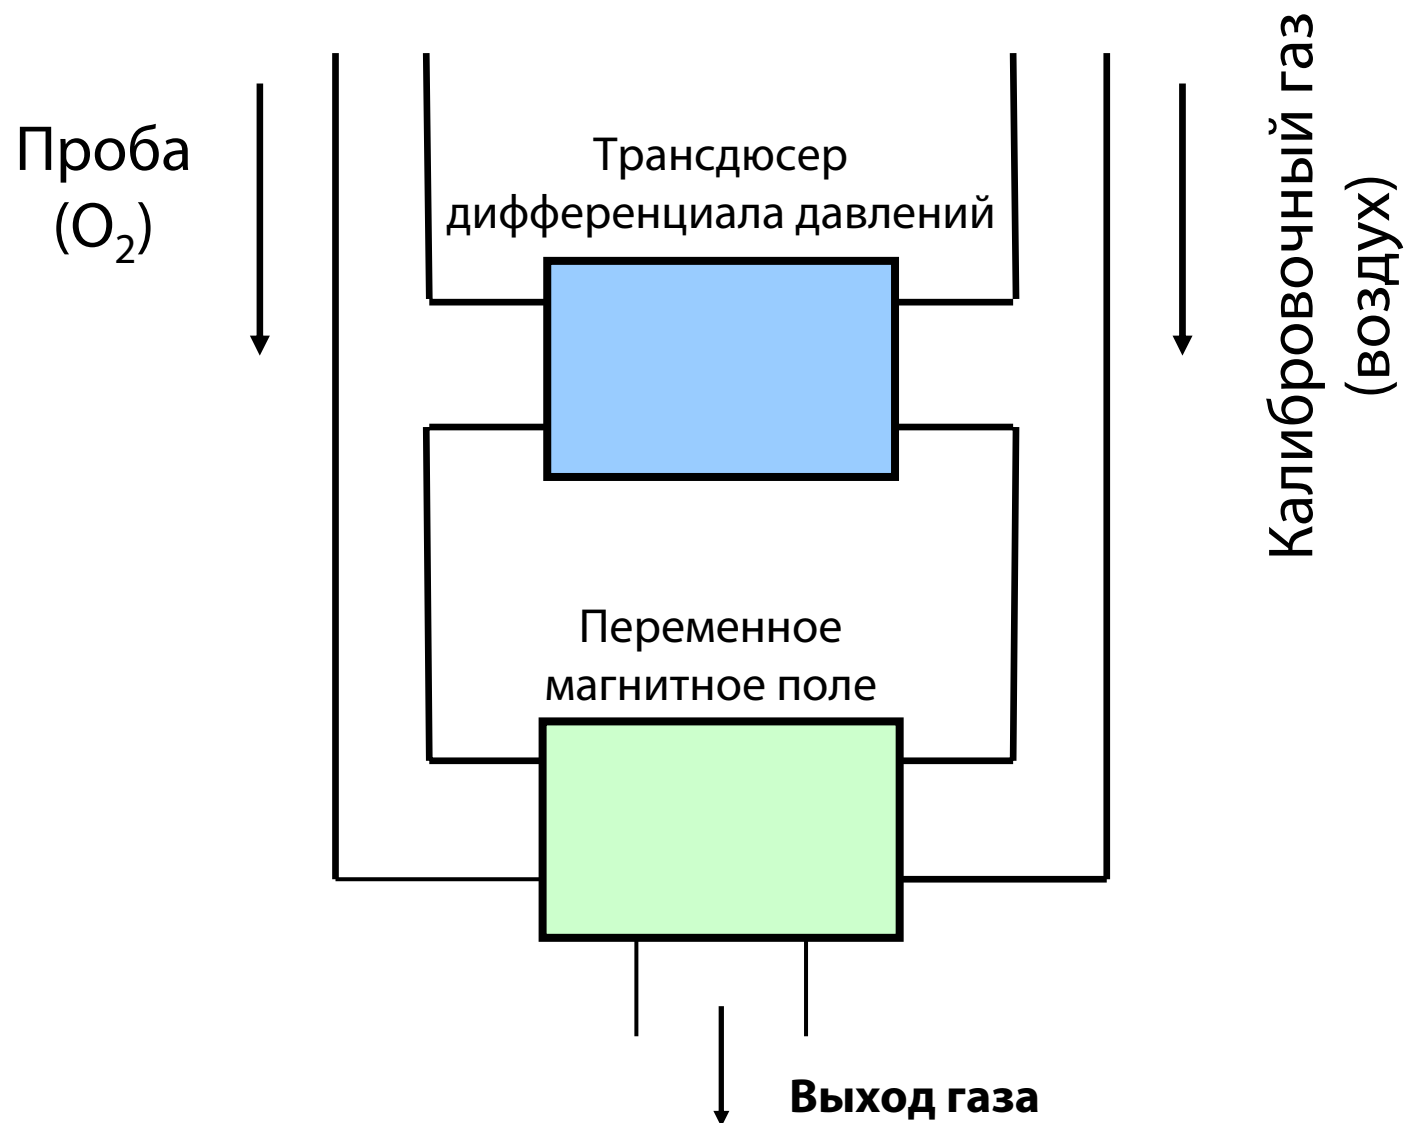 Проба
(O₂)
Трансдюсер
дифференциала давлений
Калибровочный газ
(воздух)
Переменное
магнитное поле
Выход газа